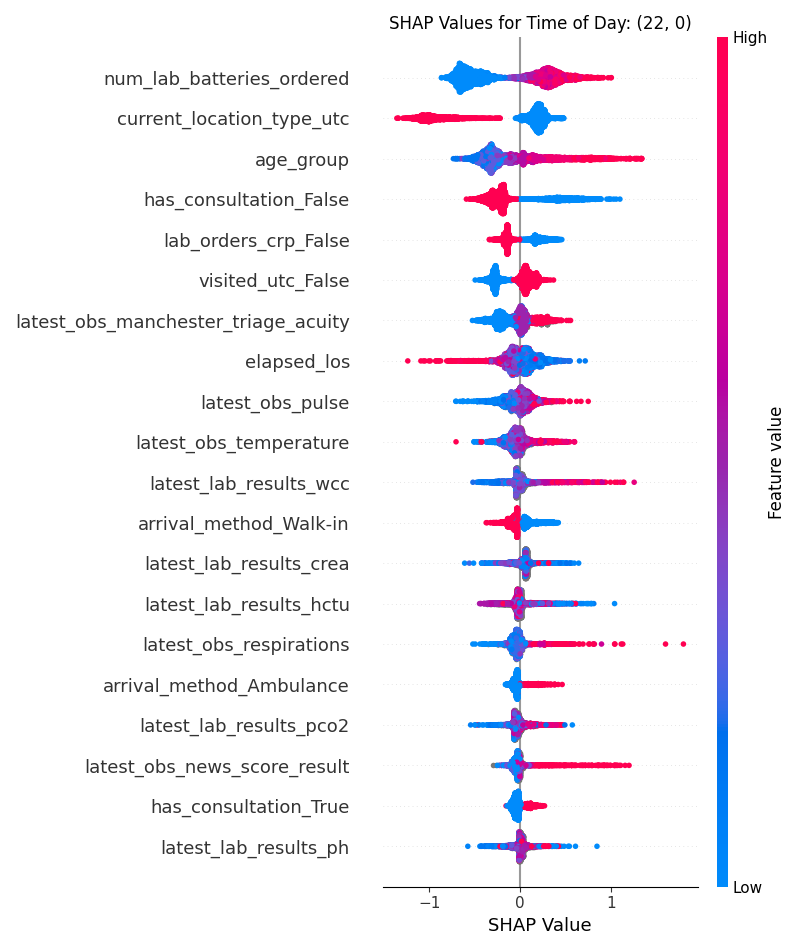 SHAP Values for Time of Day: (22, 0)
High
num_lab_batteries_ordered
current_location_type_utc
age_group
has_consultation_False
lab_orders_crp_False
visited_utc_False
latest_obs_manchester_triage_acuity
elapsed_los
latest_obs_pulse
latest_obs_temperature
latest_lab_results_wcc
arrival_method_Walk-in
latest_lab_results_crea
latest_lab_results_hctu
latest_obs_respirations
arrival_method_Ambulance
latest_lab_results_pco2
latest_obs_news_score_result
has_consultation_True
latest_lab_results_ph
Feature value
Low
−1 0 1
SHAP Value